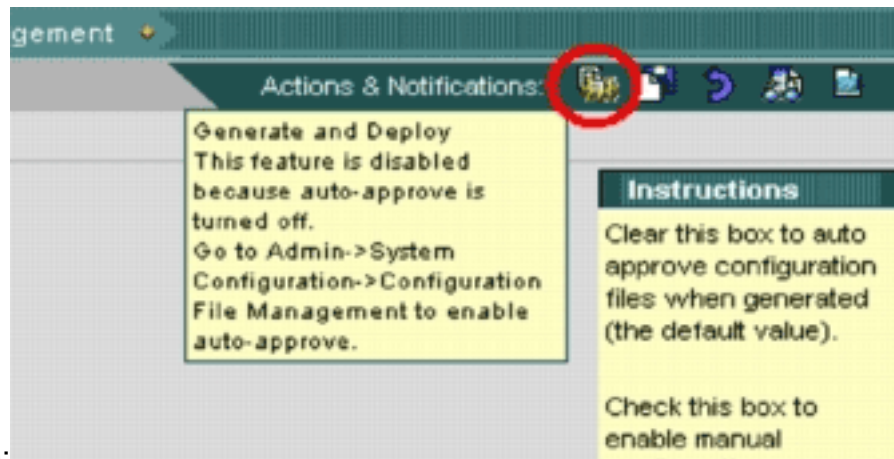 gement
Actions & Notifications:
Generate and Deploy
This feature is disabled
because auto-approve is
turned off.
Go to Admin->System
Configuration->Configuration
File Management to enable
auto-approve.
Instructions
Clear this box to auto
approve configuration
files when generated
(the default value).
Check this box to
enable manual
.